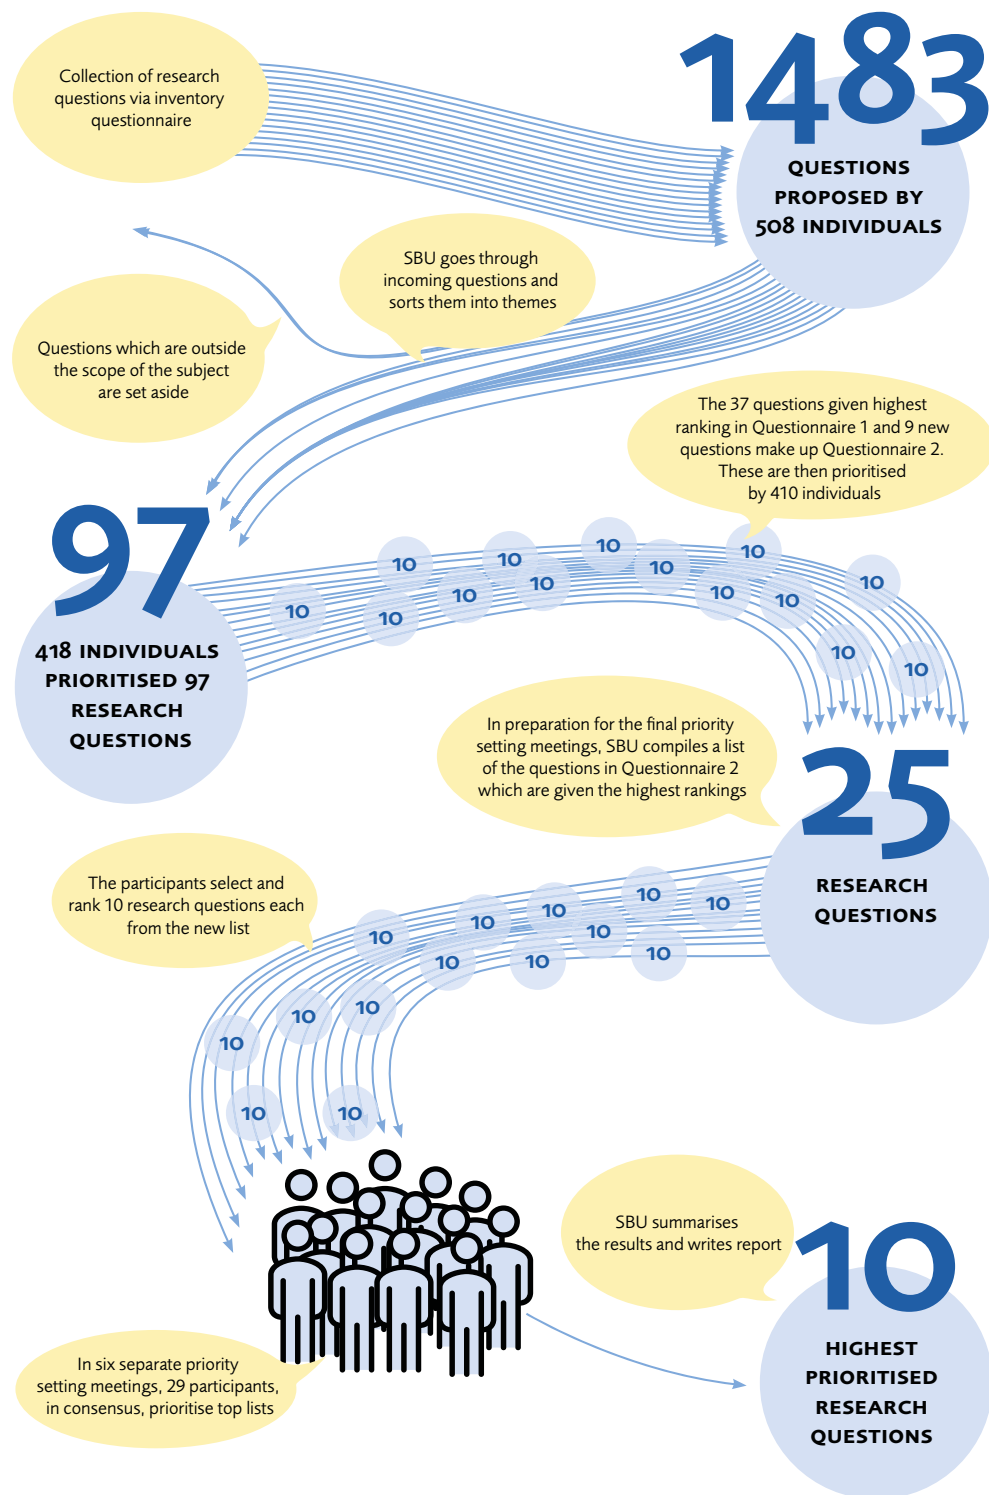 Collection of research
questions via inventory
questionnaire
1483
QUESTIONS
PROPOSED BY
508 INDIVIDUALS
SBU goes through
incoming questions and
sorts them into themes
Questions which are outside
the scope of the subject
are set aside
The 37 questions given highest
ranking in Questionnaire 1 and 9 new
questions make up Questionnaire 2.
These are then prioritised
by 410 individuals
97
418 INDIVIDUALS
PRIORITISED 97
RESEARCH
QUESTIONS
10
10
10
10
10
10
10
10
10
10
10
10
10
10
In preparation for the final priority
setting meetings, SBU compiles a list
of the questions in Questionnaire 2
which are given the highest rankings
25
RESEARCH
QUESTIONS
The participants select and
rank 10 research questions each
from the new list
10
10
10
10
10
10
10
10
10
10
10
10
10
10
In six separate priority
setting meetings, 29 participants,
in consensus, prioritise top lists
SBU summarises
the results and writes report
10
HIGHEST
PRIORITISED
RESEARCH
QUESTIONS